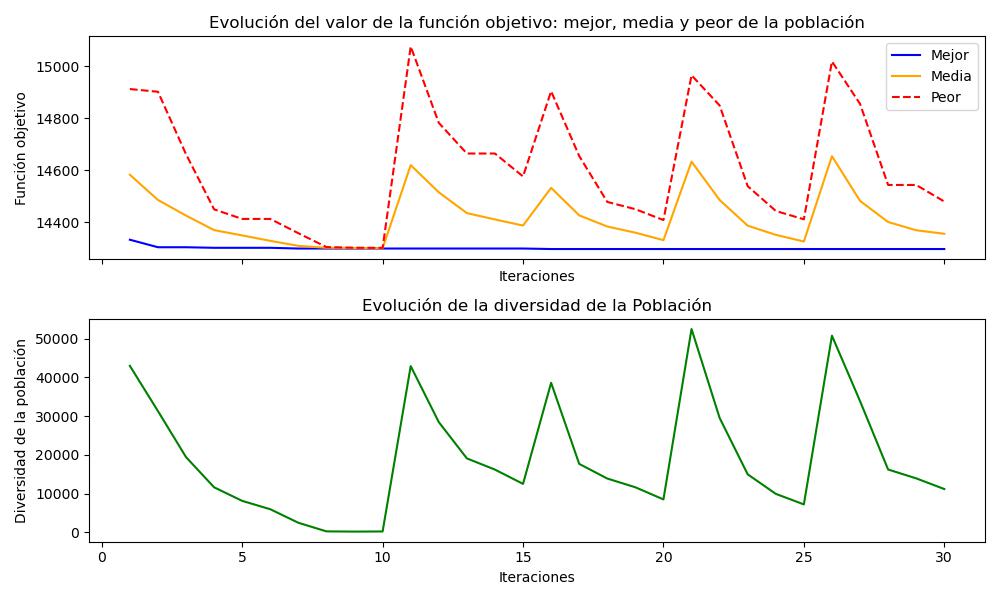 Evolución del valor de la función objetivo: mejor, media y peor de la población
Función objetivo
15000
14800
14600
14400
Mejor
Media
Peor
Iteraciones
Evolución de la diversidad de la Población
Diversidad de la población
50000
40000
30000
20000
10000
0
0 5 10 15 20 25 30
Iteraciones